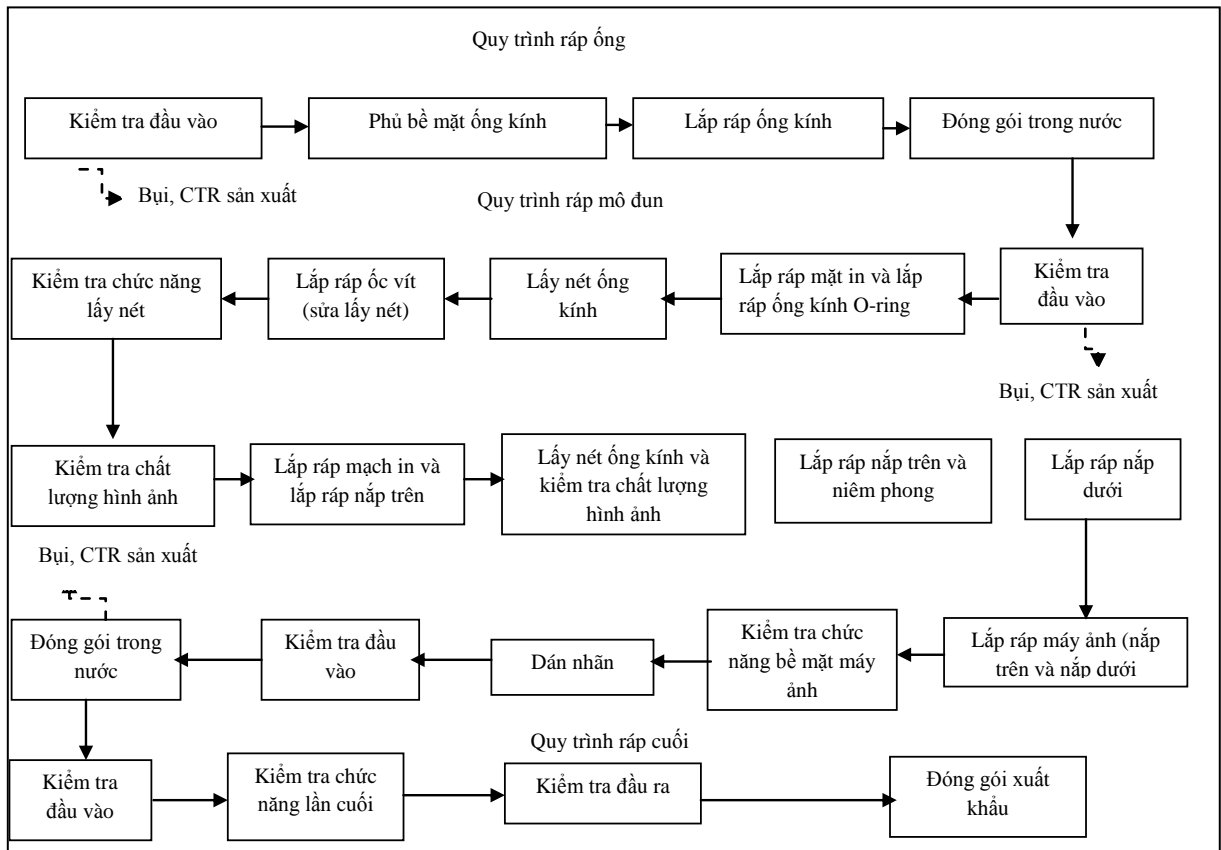 Quy trình ráp ống
Kiểm tra đầu vào
Phủ bề mặt ống kính
Lắp ráp ống kính
Đóng gói trong nước
Bụi, CTR sản xuất
Quy trình ráp mô đun
Kiểm tra
đầu vào
Lắp ráp mặt in và lắp
ráp ống kính O-ring
Lấy nét ống
kính
Lắp ráp ốc vít
(sửa lấy nét)
Kiểm tra chức năng
lấy nét
Bụi, CTR sản xuất
Kiểm tra chất
lượng hình ảnh
Lắp ráp mạch in và
lắp ráp nắp trên
Lấy nét ống kính và
kiểm tra chất lượng
hình ảnh
Lắp ráp nắp trên và
niêm phong
Lắp ráp nắp
dưới
Bụi, CTR sản xuất
Lắp ráp máy ảnh (nắp
trên và nắp dưới
Kiểm tra chức
năng bề mặt máy
ảnh
Dán nhãn
Kiểm tra đầu
vào
Đóng gói trong
nước
Quy trình ráp cuối
Kiểm tra
đầu vào
Kiểm tra chức
năng lần cuối
Kiểm tra đầu ra
Đóng gói xuất
khẩu